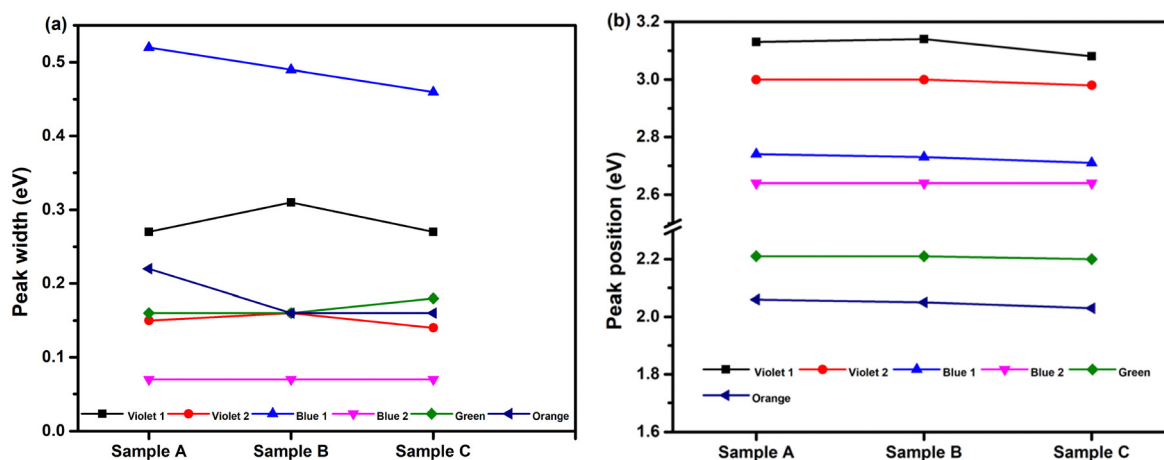 (a)
Peak width (eV)
0.5
0.4
0.3
0.2
0.1
0.0
Violet 1 Violet 2 Blue 1 Blue 2 Green Orange
Sample A Sample B Sample C
(b)
Peak position (eV)
3.2
3.0
2.8
2.6
2.2
2.0
1.8
1.6
Violet 1 Violet 2 Blue 1 Blue 2 Green
Orange
Sample A Sample B Sample C